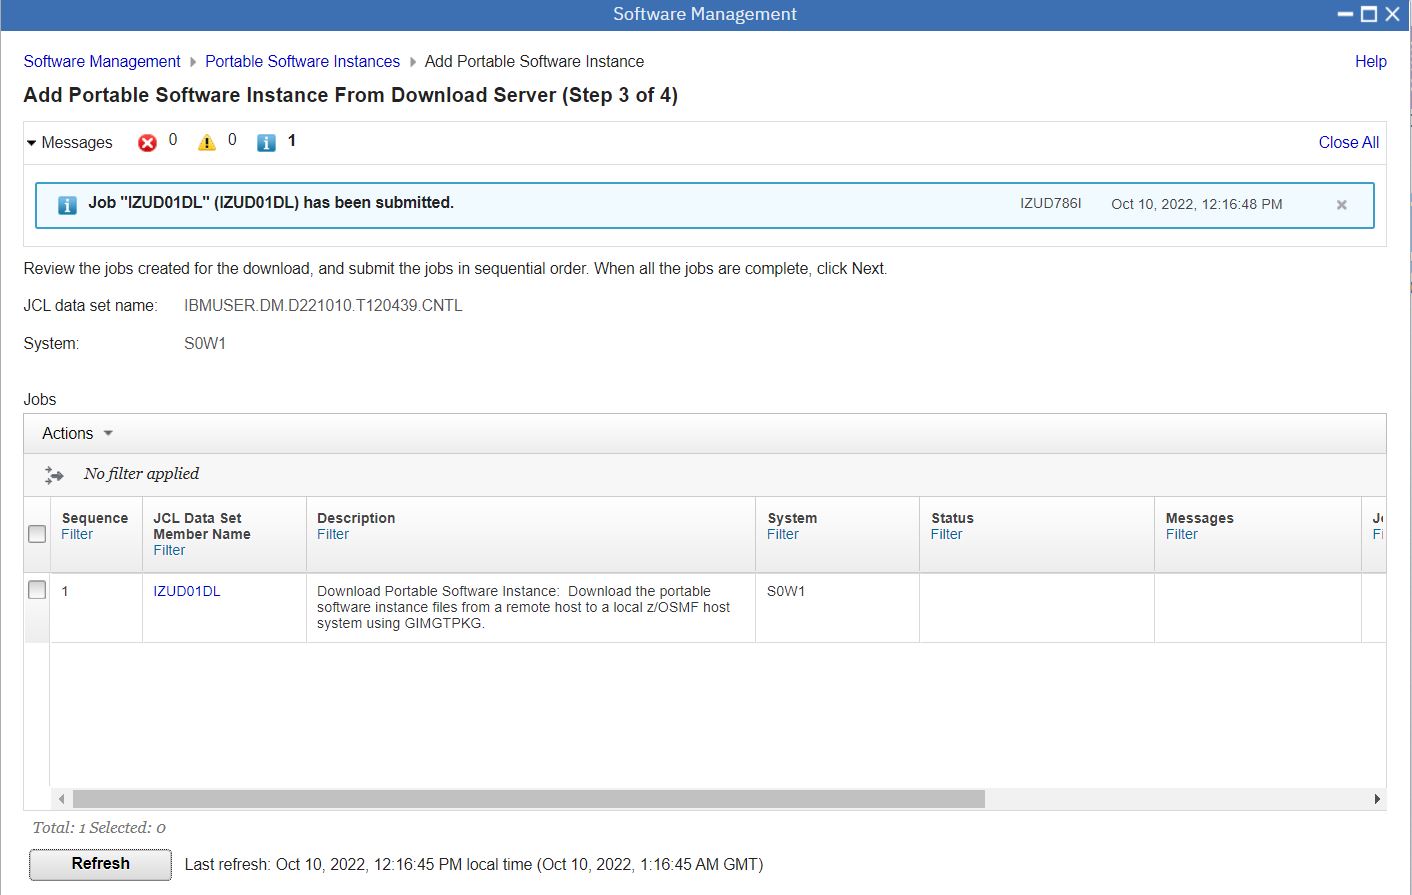 Software Management
Software Management Portable Software Instances Add Portable Software Instance Help
Add Portable Software Instance From Download Server (Step 3 of 4)
Messages 0 0 1 Close All
Job "IZUD01DL" (IZUD01DL) has been submitted. IZUD786I Oct 10, 2022, 12:16:48 PM
Review the jobs created for the download, and submit the jobs in sequential order. When all the jobs are complete, click Next.
JCL data set name: IBMUSER.DM.D221010.T120439.CNTL
System: S0W1
Jobs
Actions
No filter applied
Sequence JCL Data Set Description System Status Messages
Filter Member Name Filter Filter Filter Filter
Filter
1 IZUD01DL Download Portable Software Instance: Download the portable S0W1
software instance files from a remote host to a local z/OSMF host
system using GIMGTPKG.
Total: 1 Selected: 0
Refresh Last refresh: Oct 10, 2022, 12:16:45 PM local time (Oct 10, 2022, 1:16:45 AM GMT)